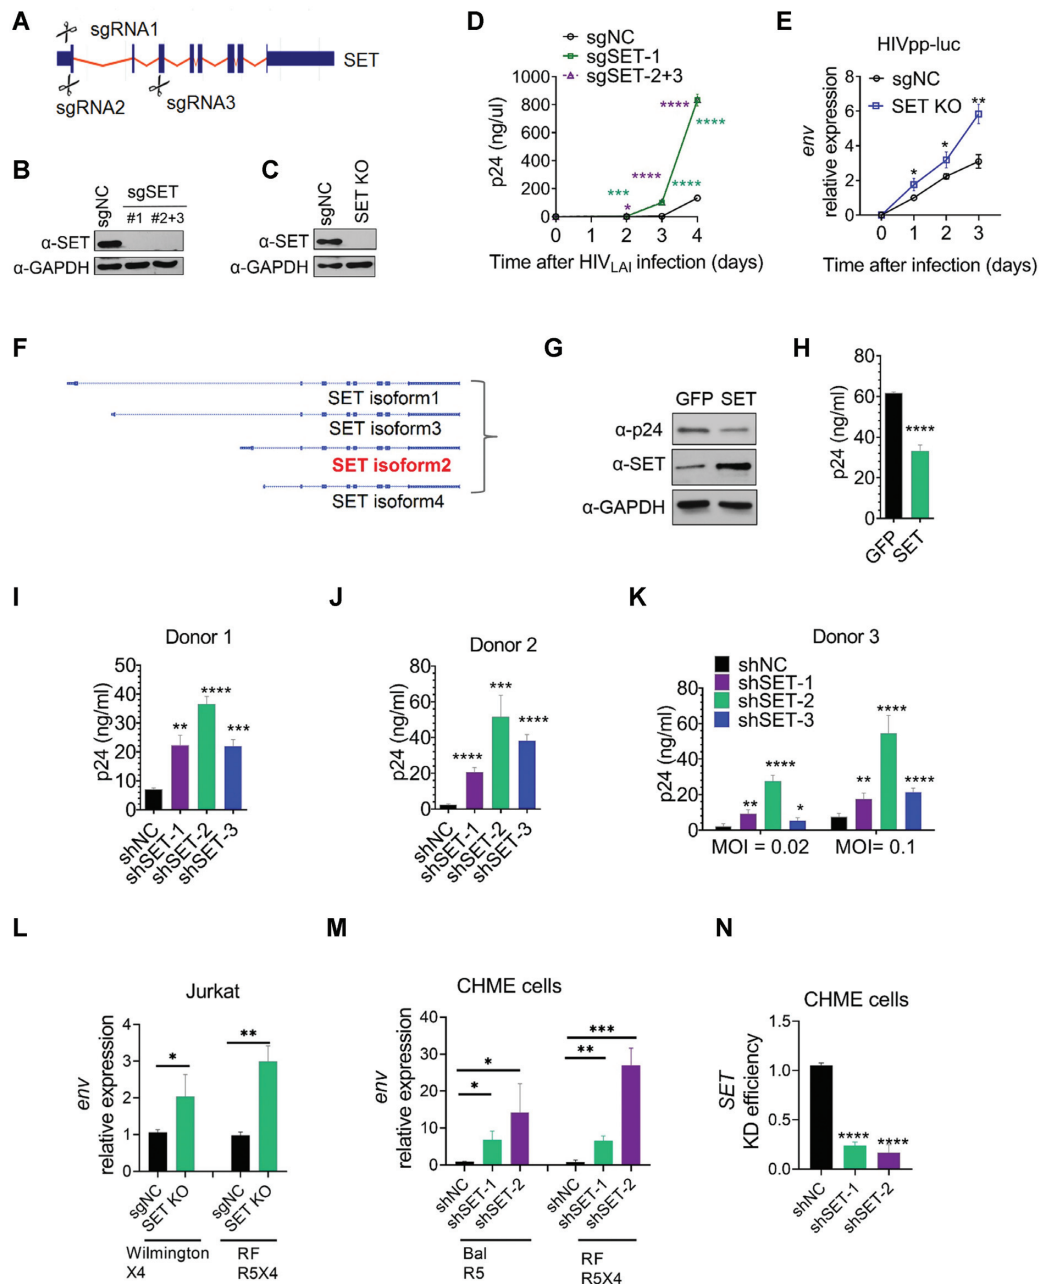 A
sgRNA1
SET
sgRNA2
sgRNA3
B
sgNC
sgSET
#1 #2+3
α-SET
α-GAPDH
C
sgNC
SET KO
α-SET
α-GAPDH
D
sgNC
sgSET-1
sgSET-2+3
p24 (ng/ul)
1000
800
600
400
200
0
****
****
****
****
***
*
0 1 2 3 4
Time after HIVLAI infection (days)
E
HIVpp-luc
sgNC
SET KO
env
relative expression
8
6
4
2
0
*
*
**
0 1 2 3
Time after infection (days)
F
SET isoform1
SET isoform3
SET isoform2
SET isoform4
G
GFP SET
α-p24
α-SET
α-GAPDH
H
p24 (ng/ml)
80
60
40
20
0
****
GFP
SET
I
Donor 1
p24 (ng/ml)
50
40
30
20
10
0
**
****
***
shNC
shSET-1
shSET-2
shSET-3
J
Donor 2
p24 (ng/ml)
80
60
40
20
0
****
***
****
shNC
shSET-1
shSET-2
shSET-3
K
Donor 3
shNC
shSET-1
shSET-2
shSET-3
p24 (ng/ml)
80
60
40
20
0
**
****
*
**
****
****
MOI = 0.02
MOI= 0.1
L
Jurkat
env
relative expression
4
3
2
1
0
*
**
sgNC
SET KO
sgNC
SET KO
Wilmington
X4
RF
R5X4
M
CHME cells
env
relative expression
40
30
20
10
0
*
*
**
***
shNC
shSET-1
shSET-2
shNC
shSET-1
shSET-2
Bal
R5
RF
R5X4
N
CHME cells
SET
KD efficiency
1.5
1.0
0.5
0.0
****
****
shNC
shSET-1
shSET-2